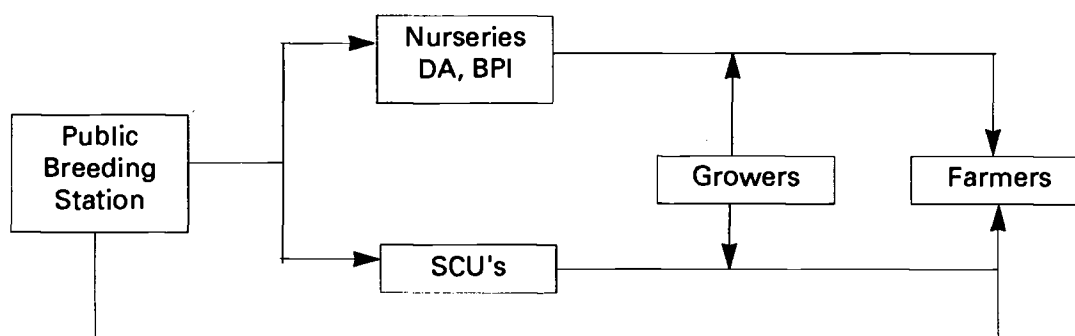 Nurseries
DA, BPI
Public
Breeding
Station
Growers
Farmers
SCU's